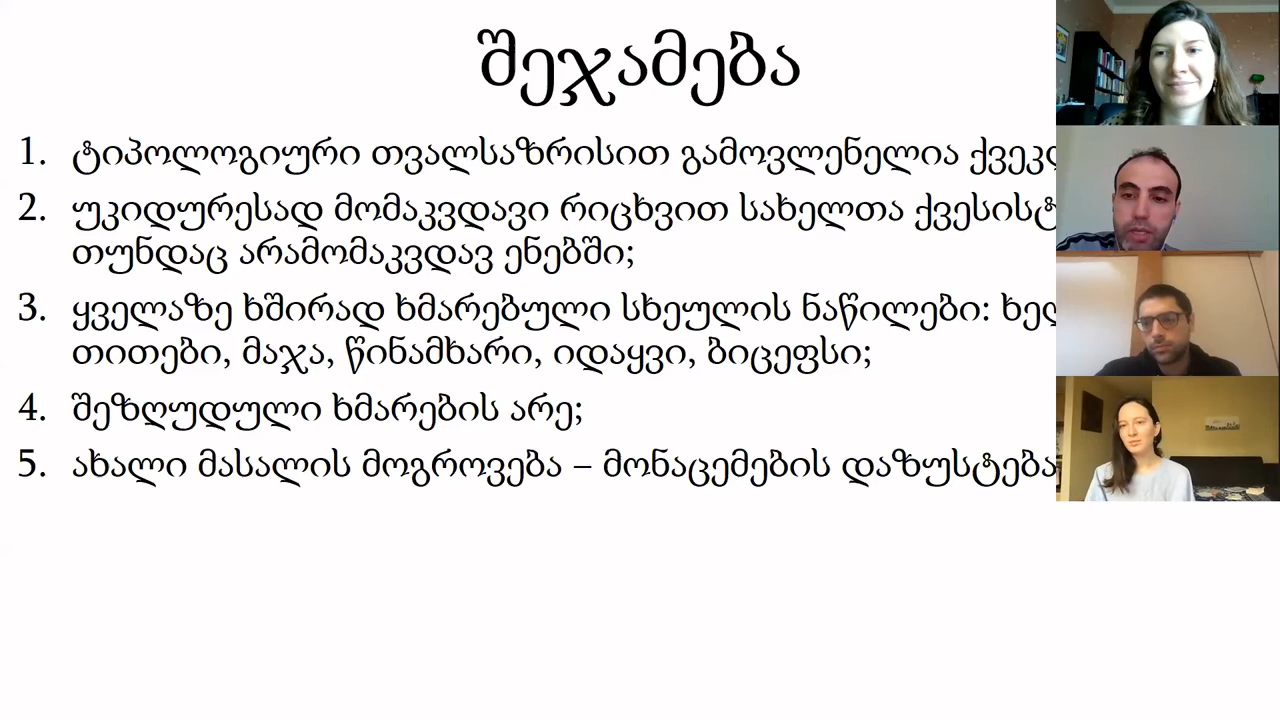 შეჯამება
1. ტიპოლოგიური თვალსაზრისით გამოვლენელია
2. უკიდურესად მომაკვდავი რიცხვით სახელთა
თუნდაც არამომაკვდავ ენებში;
3. ყველაზე ხშირად ხმარებული სხეულის ნაწილები:
თითები, მაჯა, წინამხარი, იდაყვი, ბიცეფსი;
4. შეზღუდული ხმარების არე;
5. ახალი მასალის მოგროვება – მონაცემების დაზუსტება